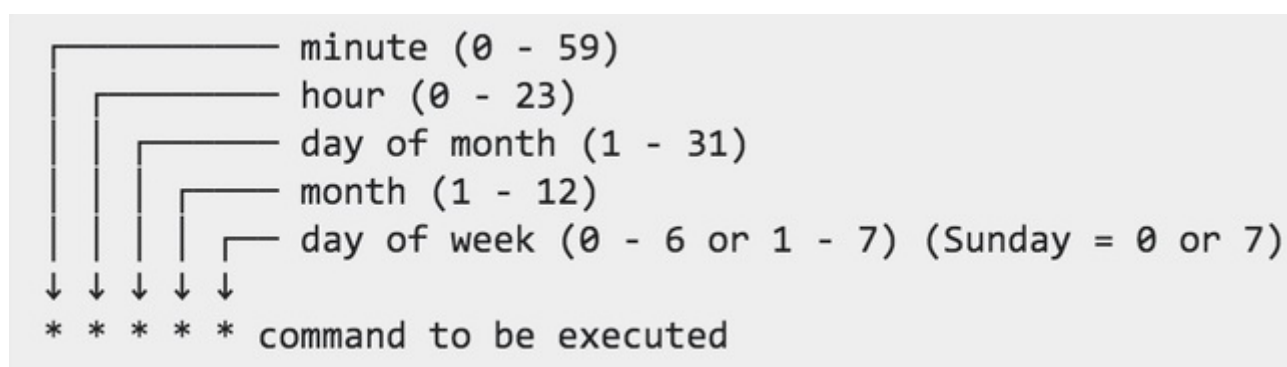 minute (0 - 59)
hour (0 - 23)
day of month (1 - 31)
month (1 - 12)
day of week (0 - 6 or 1 - 7) (Sunday = 0 or 7)
* * * * * command to be executed